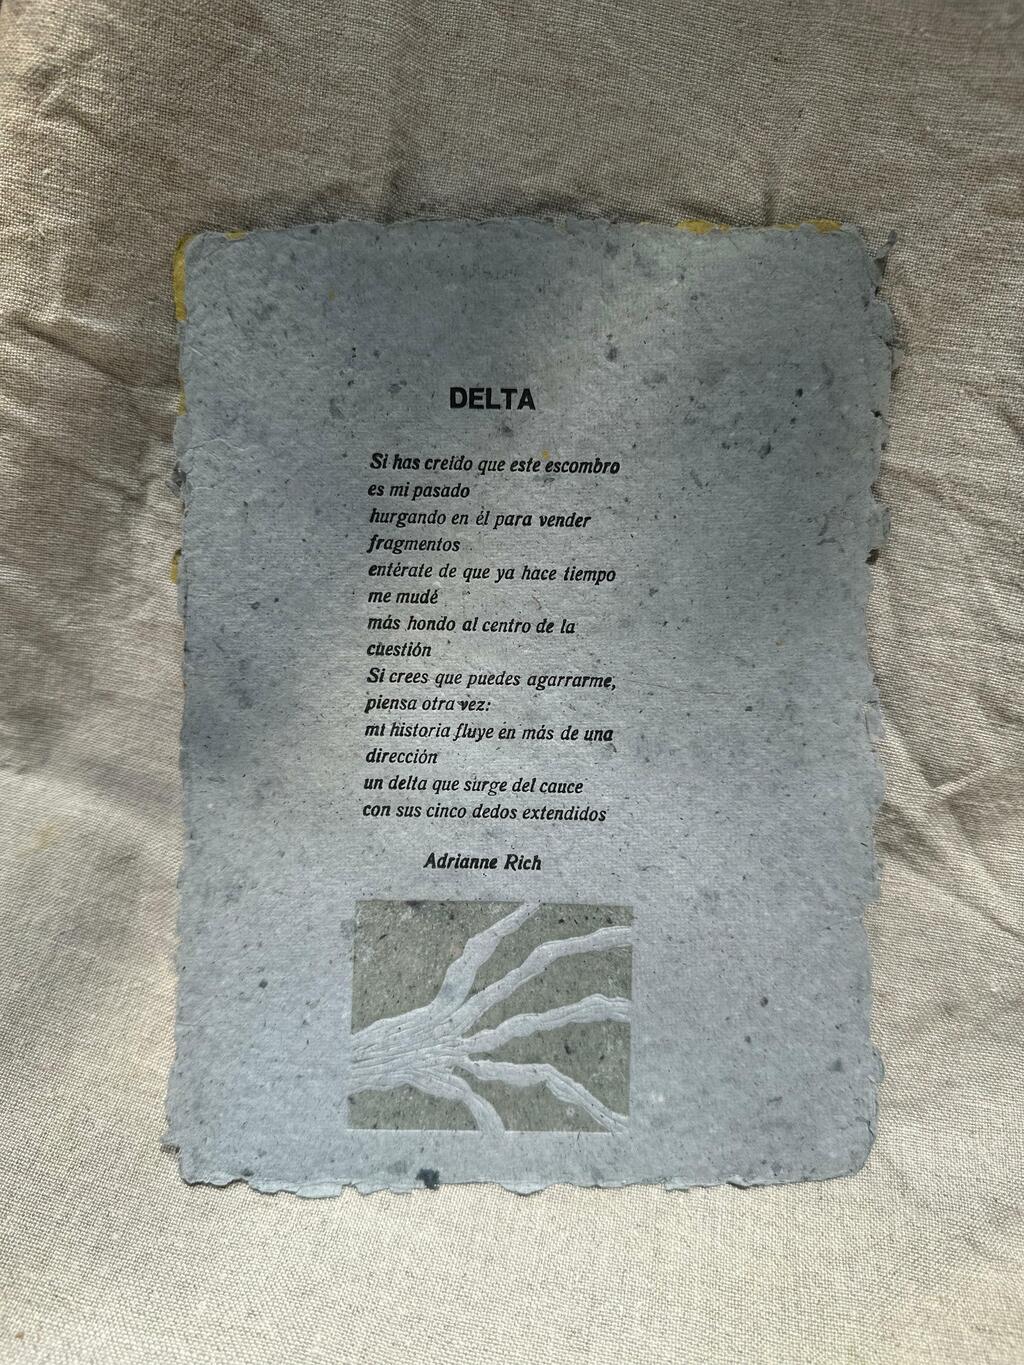 DELTA
Si has creído que este escombro
es mi pasado
hurgando en él para vender
fragmentos
entérate de que ya hace tiempo
me mudé
más hondo al centro de la
cuestión
Si crees que puedes agarrarme,
piensa otra vez:
mi historia fluye en más de una
dirección
un delta que surge del cauce
con sus cinco dedos extendidos
Adrianne Rich